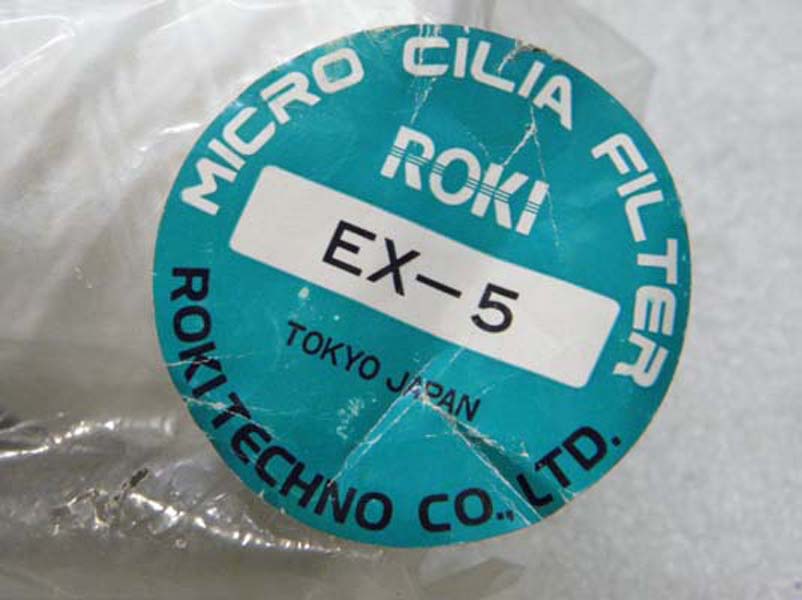 MICRO CILIA FILTER
ROKI
EX-5
TOKYO JAPAN
ROKI TECHNO CO., LTD.